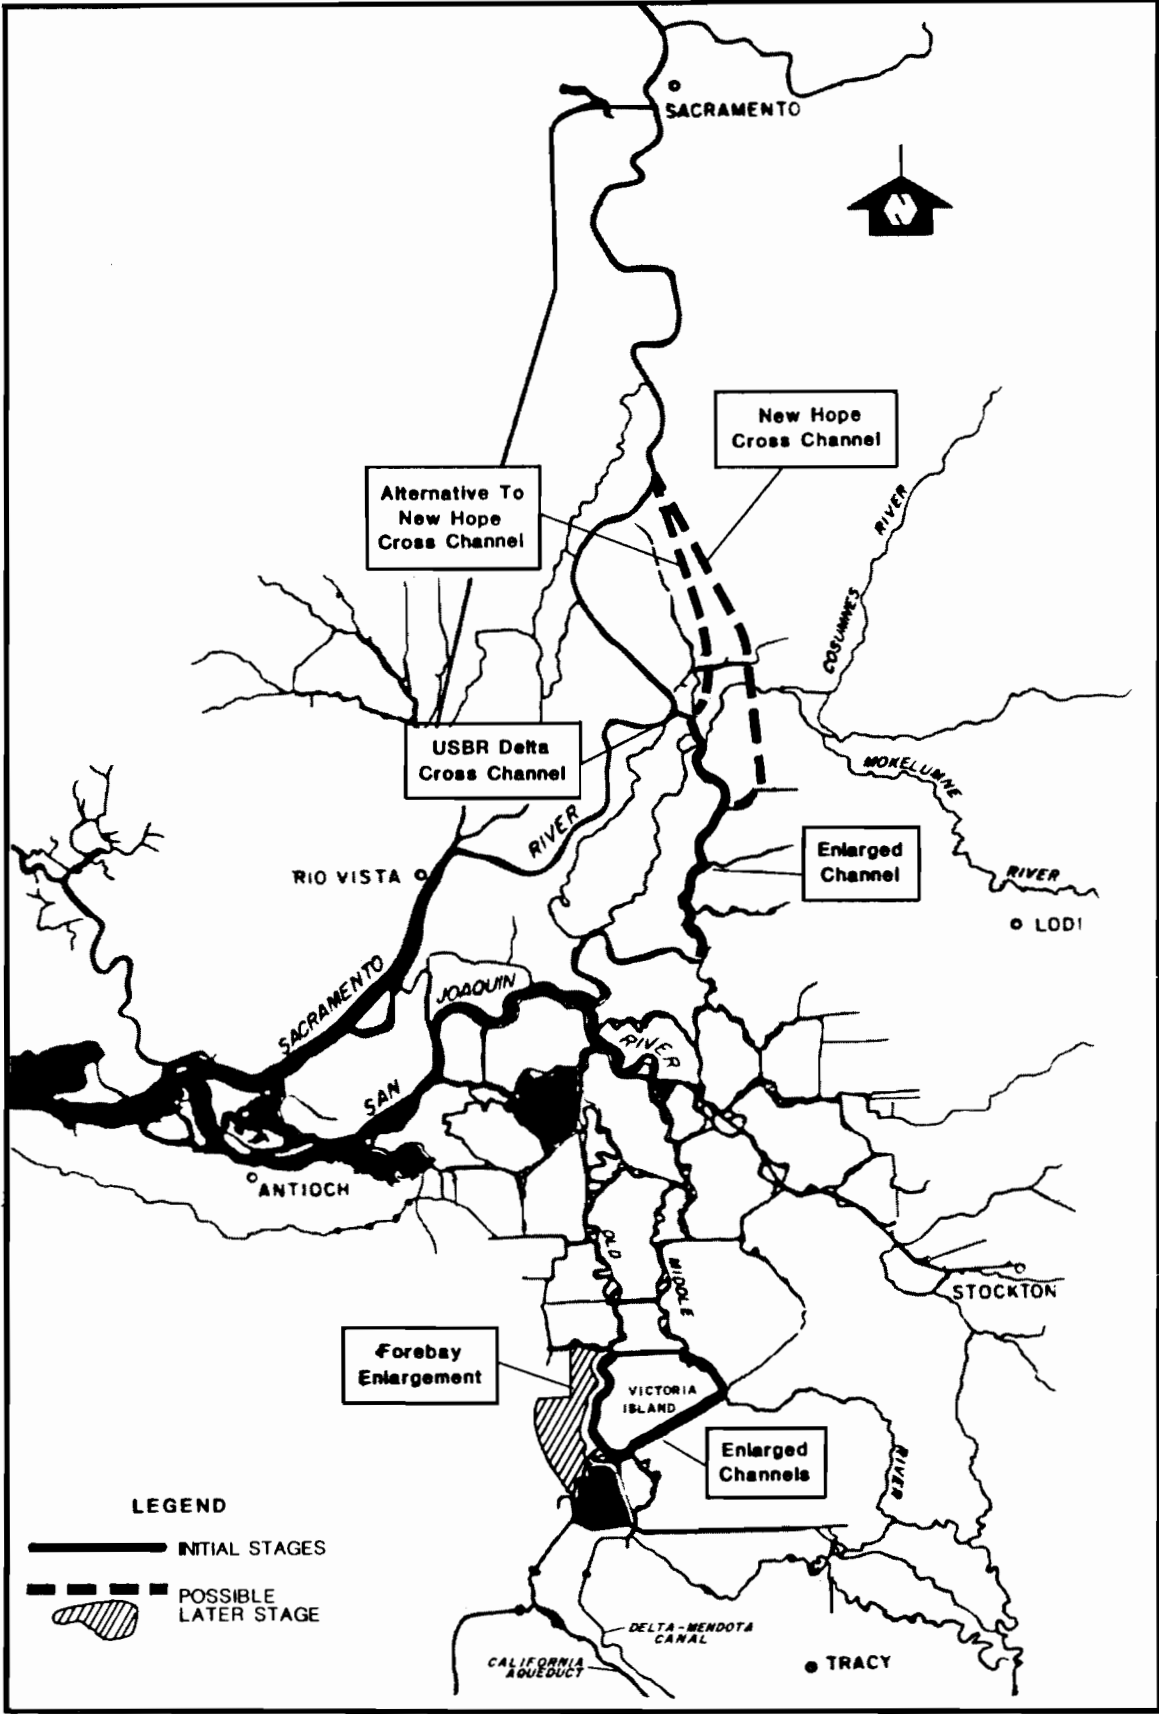 SACRAMENTO
N
New Hope
Cross Channel
Alternative To
New Hope
Cross Channel
COSUMNES RIVER
USBR Delta
Cross Channel
MOKELUMNE
RIVER
RIVER
Enlarged
Channel
RIO VISTA
LODI
SACRAMENTO
JOAQUIN
RIVER
SAN
ANTIOCH
OLD
MIDDLE
STOCKTON
Forebay
Enlargement
VICTORIA
ISLAND
Enlarged
Channels
RIVER
LEGEND
INITIAL STAGES
POSSIBLE
LATER STAGE
DELTA-MENDOTA
CANAL
CALIFORNIA
AQUEDUCT
TRACY